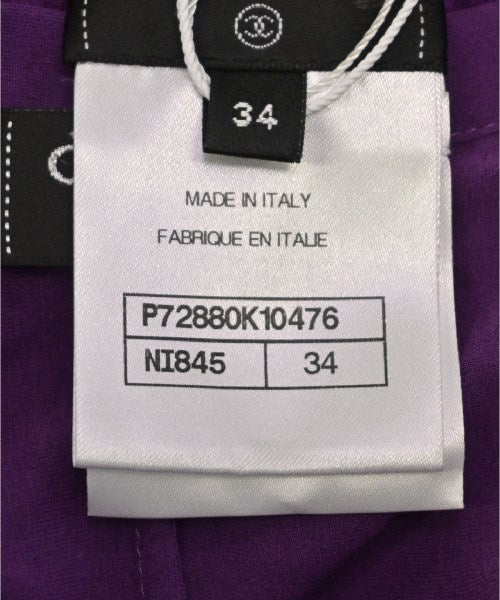 34
MADE IN ITALY
FABRIQUE EN ITALIE
P72880K10476
NI845 34